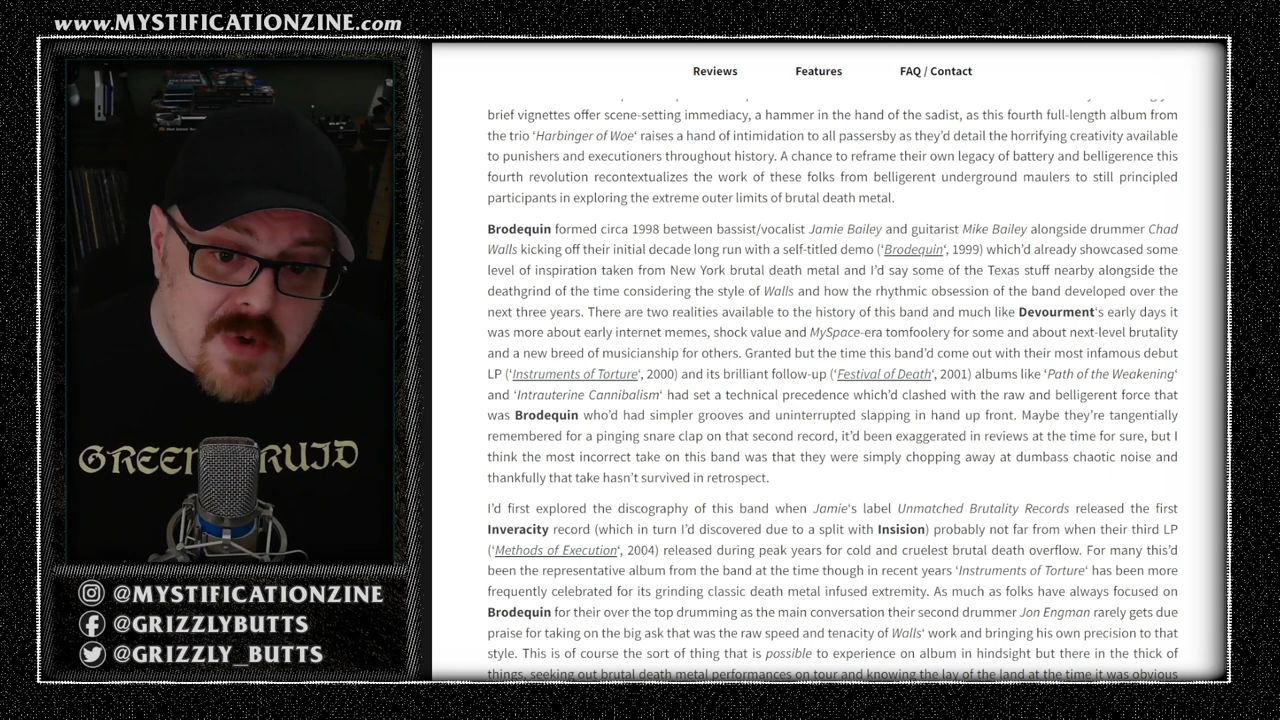 www.MYSTIFICATIONZINE.com
Reviews
Features
FAQ / Contact
brief vignettes offer scene-setting immediacy, a hammer in the hand of the sadist, as this fourth full-length album from
the trio ‘Harbinger of Woe‘ raises a hand of intimidation to all passersby as they’d detail the horrifying creativity available
to punishers and executioners throughout history. A chance to reframe their own legacy of battery and belligerence this
fourth revolution recontextualizes the work of these folks from belligerent underground maulers to still principled
participants in exploring the extreme outer limits of brutal death metal.
Brodequin formed circa 1998 between bassist/vocalist Jamie Bailey and guitarist Mike Bailey alongside drummer Chad
Walls kicking off their initial decade long run with a self-titled demo (‘Brodequin‘, 1999) which’d already showcased some
level of inspiration taken from New York brutal death metal and I’d say some of the Texas stuff nearby alongside the
deathgrind of the time considering the style of Walls and how the rhythmic obsession of the band developed over the
next three years. There are two realities available to the history of this band and much like Devourment‘s early days it
was more about early internet memes, shock value and MySpace-era tomfoolery for some and about next-level brutality
and a new breed of musicianship for others. Granted but the time this band’d come out with their most infamous debut
LP (‘Instruments of Torture‘, 2000) and its brilliant follow-up (‘Festival of Death‘, 2001) albums like ‘Path of the Weakening‘
and ‘Intrauterine Cannibalism‘ had set a technical precedence which’d clashed with the raw and belligerent force that
was Brodequin who’d had simpler grooves and uninterrupted slapping in hand up front. Maybe they’re tangentially
remembered for a pinging snare clap on that second record, it’d been exaggerated in reviews at the time for sure, but I
think the most incorrect take on this band was that they were simply chopping away at dumbass chaotic noise and
thankfully that take hasn’t survived in retrospect.
I’d first explored the discography of this band when Jamie‘s label Unmatched Brutality Records released the first
Inveracity record (which in turn I’d discovered due to a split with Insision) probably not far from when their third LP
(‘Methods of Execution‘, 2004) released during peak years for cold and cruelest brutal death overflow. For many this’d
been the representative album from the band at the time though in recent years ‘Instruments of Torture‘ has been more
frequently celebrated for its grinding classic death metal infused extremity. As much as folks have always focused on
Brodequin for their over the top drumming as the main conversation their second drummer Jon Engman rarely gets due
praise for taking on the big ask that was the raw speed and tenacity of Walls‘ work and bringing his own precision to that
style. This is of course the sort of thing that is possible to experience on album in hindsight but there in the thick of
things, seeking out brutal death metal performances on tour and knowing the lay of the land at the time it was obvious
@MYSTIFICATIONZINE
@GRIZZLYBUTTS
@GRIZZLY_BUTTS